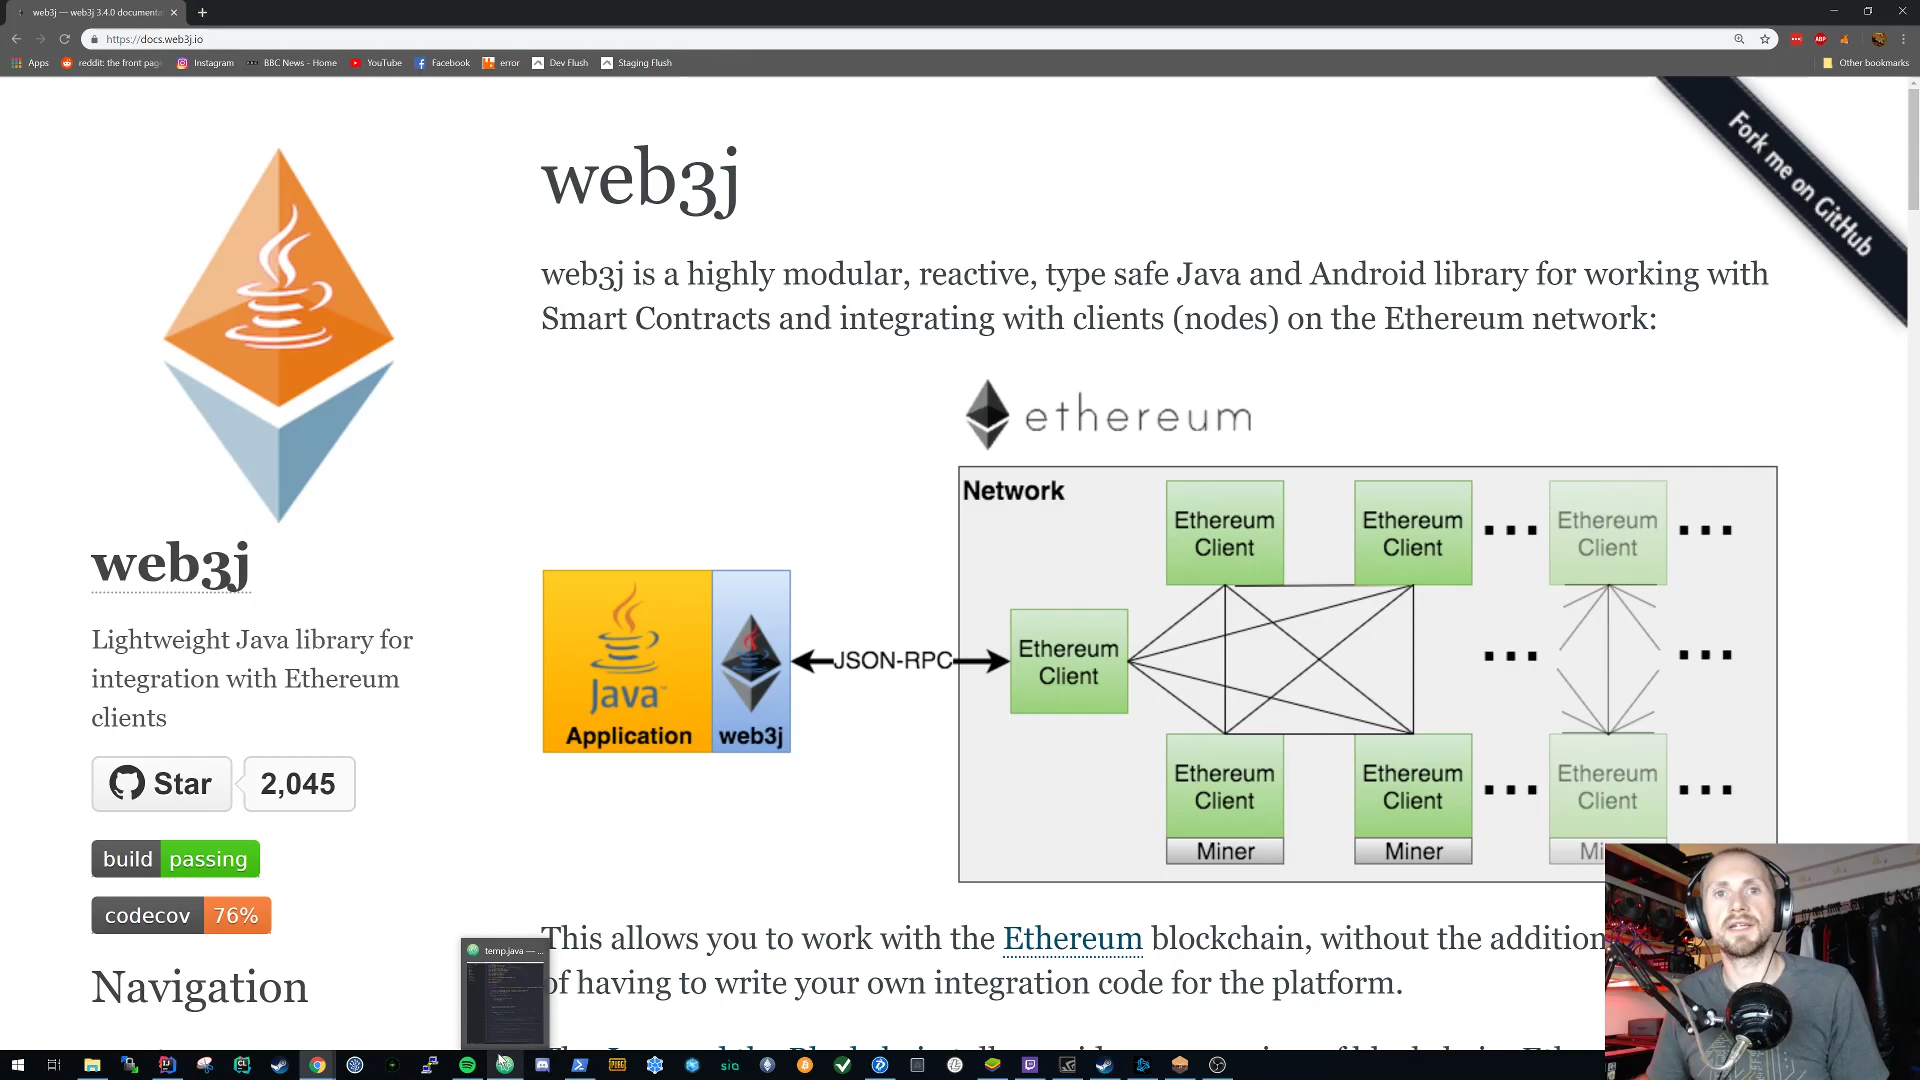 web3j — web3j 3.4.0 documenta
https://docs.web3j.io
Apps
reddit: the front page
Instagram
BBC News - Home
YouTube
Facebook
error
Dev Flush
Staging Flush
ABP
Other bookmarks
Fork me on GitHub
web3j
web3j is a highly modular, reactive, type safe Java and Android library for working with
Smart Contracts and integrating with clients (nodes) on the Ethereum network:
ethereum
Network
Ethereum
Client
Ethereum
Client
Ethereum
Client
Java
Application
web3j
JSON-RPC
Ethereum
Client
Ethereum
Client
Miner
Ethereum
Client
Miner
Ethereum
Client
Mi
This allows you to work with the Ethereum blockchain, without the addition
of having to write your own integration code for the platform.
web3j
Lightweight Java library for
integration with Ethereum
clients
Star
2,045
build passing
codecov 76%
Navigation
temp.java — ...
PUBG
sia